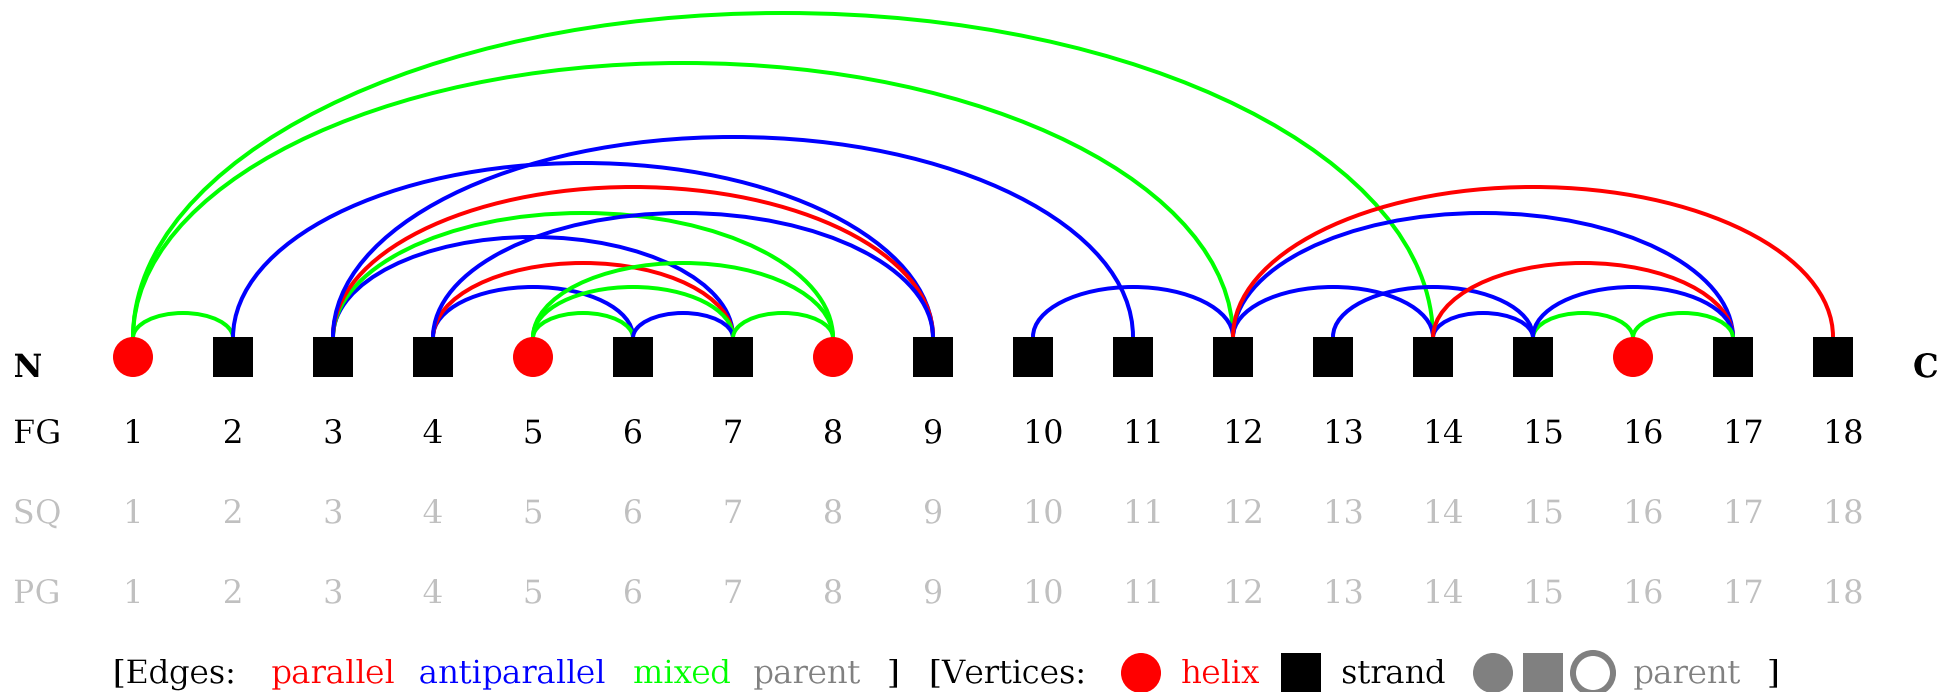 N C
FG 1 2 3 4 5 6 7 8 9 10 11 12 13 14 15 16 17 18
SQ 1 2 3 4 5 6 7 8 9 10 11 12 13 14 15 16 17 18
PG 1 2 3 4 5 6 7 8 9 10 11 12 13 14 15 16 17 18
[Edges: parallel antiparallel mixed parent ] [Vertices: helix strand parent ]